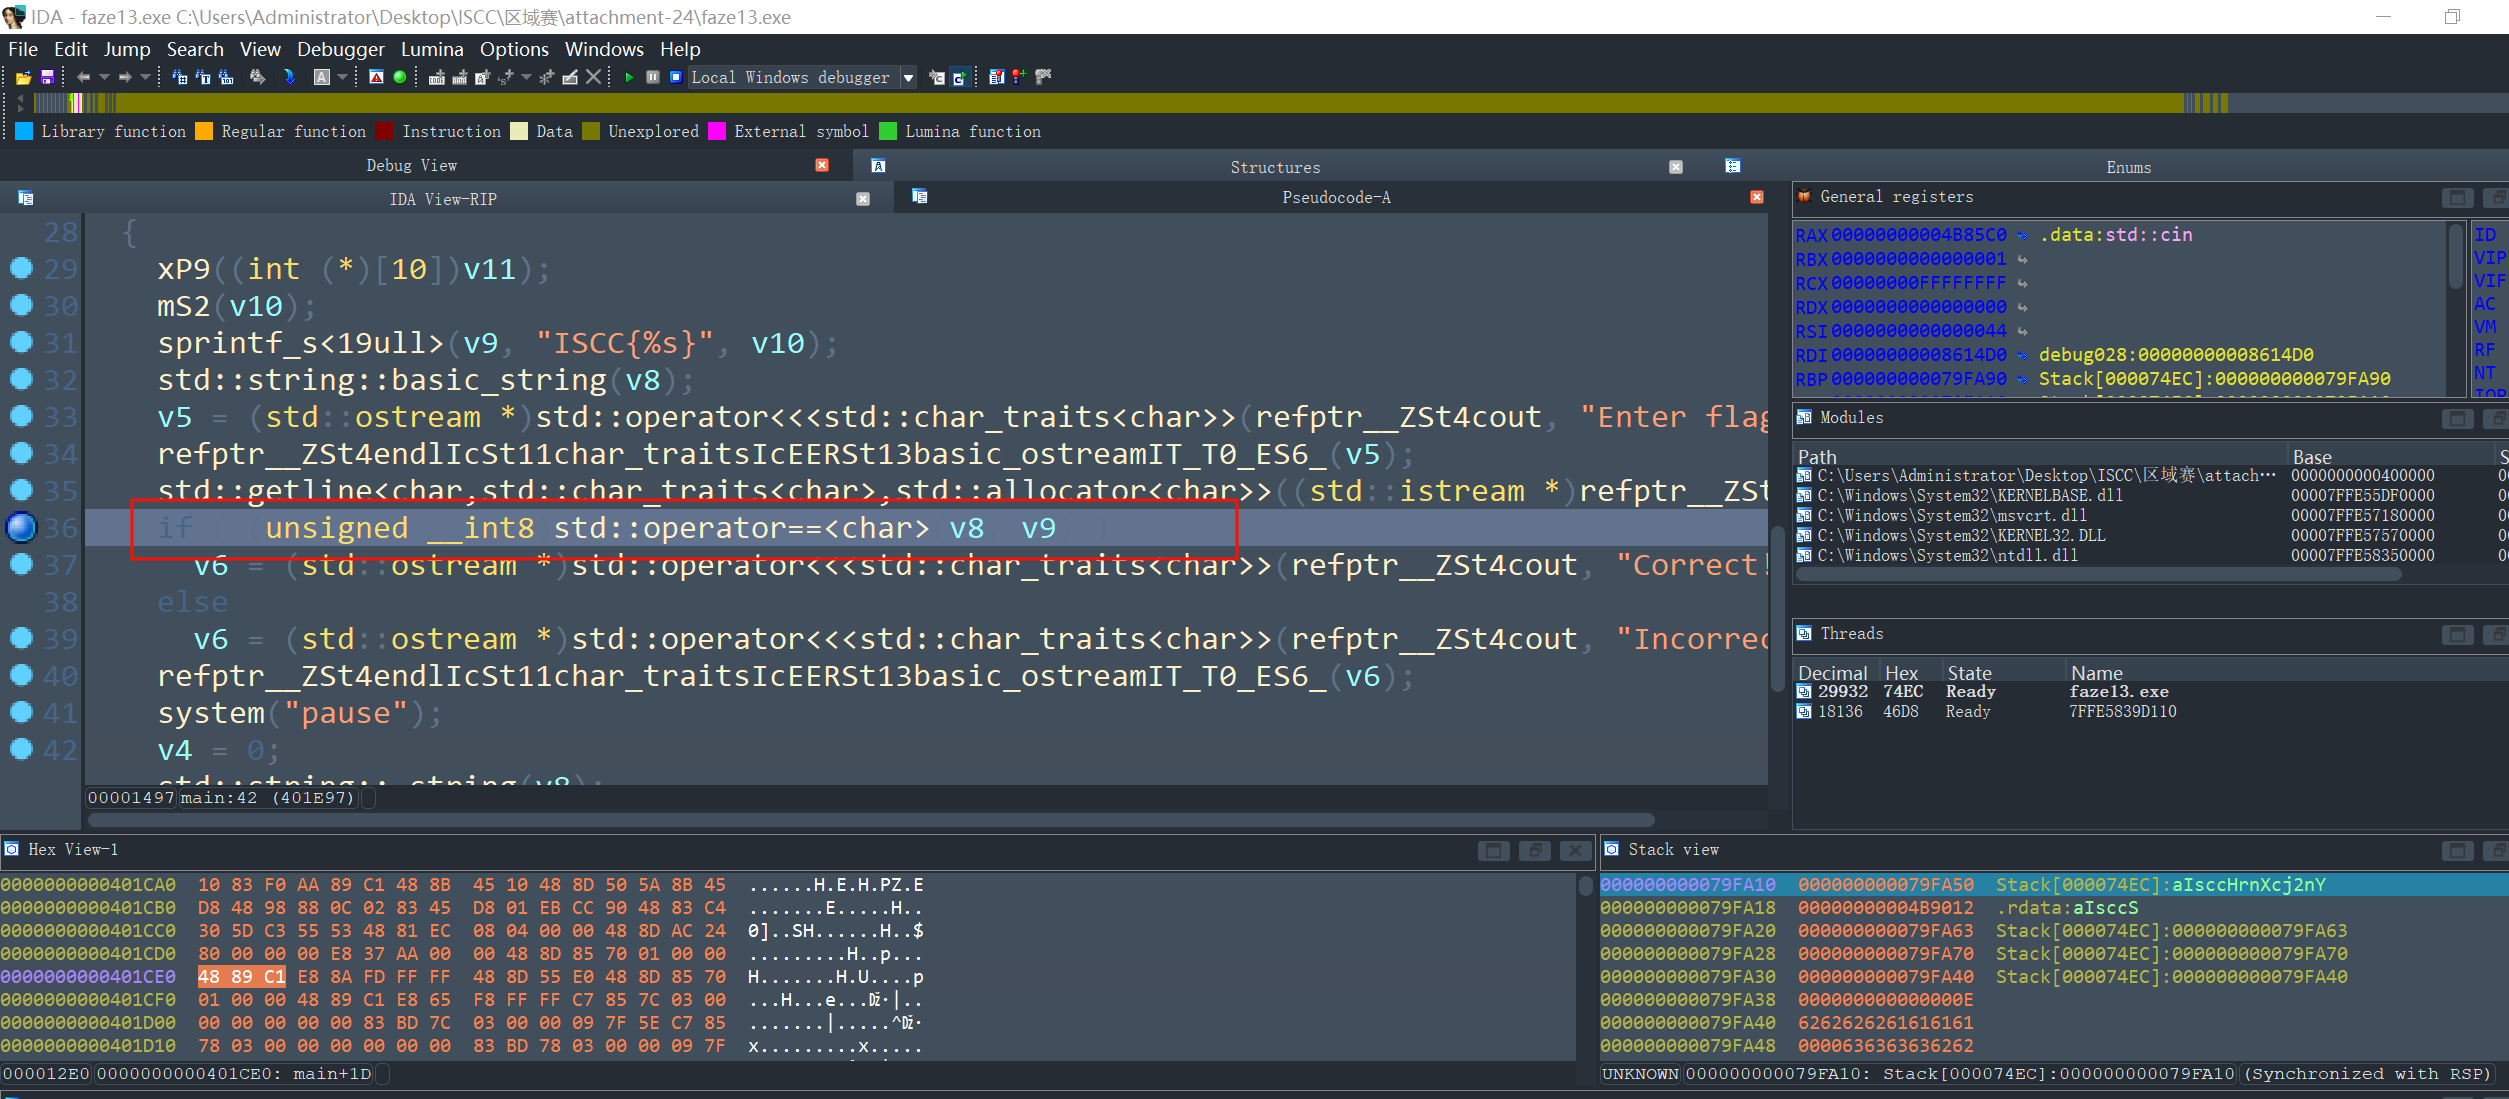 IDA - faze13.exe C:\Users\Administrator\Desktop\ISCC\区域赛\attachment-24\faze13.exe
File Edit Jump Search View Debugger Lumina Options Windows Help
Local Windows debugger
Library function Regular function Instruction Data Unexplored External symbol Lumina function
Debug View Structures Enums
IDA View-RIP Pseudocode-A
28 {
29 xP9((int (*)[10])v11);
30 mS2(v10);
31 sprintf_s<19ull>(v9, "ISCC{%s}", v10);
32 std::string::basic_string(v8);
33 v5 = (std::ostream *)std::operator<<<std::char_traits<char>>(refptr__ZSt4cout, "Enter flag
34 refptr__ZSt4endlIcSt11char_traitsIcEERSt13basic_ostreamIT_T0_ES6_(v5);
35 std::getline<char,std::char_traits<char>,std::allocator<char>>((std::istream *)refptr__ZSt
36 if unsigned __int8 std::operator==<char> v8 v9
37 v6 = (std::ostream *)std::operator<<<std::char_traits<char>>(refptr__ZSt4cout, "Correct!
38 else
39 v6 = (std::ostream *)std::operator<<<std::char_traits<char>>(refptr__ZSt4cout, "Incorrec
40 refptr__ZSt4endlIcSt11char_traitsIcEERSt13basic_ostreamIT_T0_ES6_(v6);
41 system("pause");
42 v4 = 0;
std::string::~string(v8);
00001497 main:42 (401E97)
General registers
RAX 00000000004B85C0 .data:std::cin
RBX 0000000000000001
RCX 00000000FFFFFFFF
RDX 0000000000000000
RSI 0000000000000044
RDI 00000000008614D0 debug028:00000000008614D0
RBP 000000000079FA90 Stack[000074EC]:000000000079FA90
ID
VIP
VIF
AC
VM
RF
NT
IOP
Modules
Path Base S
C:\Users\Administrator\Desktop\ISCC\区域赛\attach··· 0000000000400000
C:\Windows\System32\KERNELBASE.dll 00007FFE55DF0000
C:\Windows\System32\msvcrt.dll 00007FFE57180000
C:\Windows\System32\KERNEL32.DLL 00007FFE57570000
C:\Windows\System32\ntdll.dll 00007FFE58350000
Threads
Decimal Hex State Name
29932 74EC Ready faze13.exe
18136 46D8 Ready 7FFE5839D110
Hex View-1
0000000000401CA0 10 83 F0 AA 89 C1 48 8B 45 10 48 8D 50 5A 8B 45 ......H.E.H.PZ.E
0000000000401CB0 D8 48 98 88 0C 02 83 45 D8 01 EB CC 90 48 83 C4 .......E.....H..
0000000000401CC0 30 5D C3 55 53 48 81 EC 08 04 00 00 48 8D AC 24 0].USH......H..$
0000000000401CD0 80 00 00 00 E8 37 AA 00 00 48 8D 85 70 01 00 00 .........H..p...
0000000000401CE0 48 89 C1 E8 8A FD FF FF 48 8D 55 E0 48 8D 85 70 H.......H.U....p
0000000000401CF0 01 00 00 48 89 C1 E8 65 F8 FF FF C7 85 7C 03 00
0000000000401D00 00 00 00 00 00 83 BD 7C 03 00 00 09 7F 5E C7 85
0000000000401D10 78 03 00 00 00 00 00 00 83 BD 78 03 00 00 09 7F x.........x.....
000012E0 0000000000401CE0: main+1D
Stack view
000000000079FA10 000000000079FA50 Stack[000074EC]:aIsccHrnXcj2nY
000000000079FA18 00000000004B9012 .rdata:aIsccS
000000000079FA20 000000000079FA63 Stack[000074EC]:000000000079FA63
000000000079FA28 000000000079FA70 Stack[000074EC]:000000000079FA70
000000000079FA30 000000000079FA40 Stack[000074EC]:000000000079FA40
000000000079FA38 000000000000000E
000000000079FA40 6262626261616161
000000000079FA48 0000636363636262
UNKNOWN 000000000079FA10: Stack[000074EC]:000000000079FA10 (Synchronized with RSP)